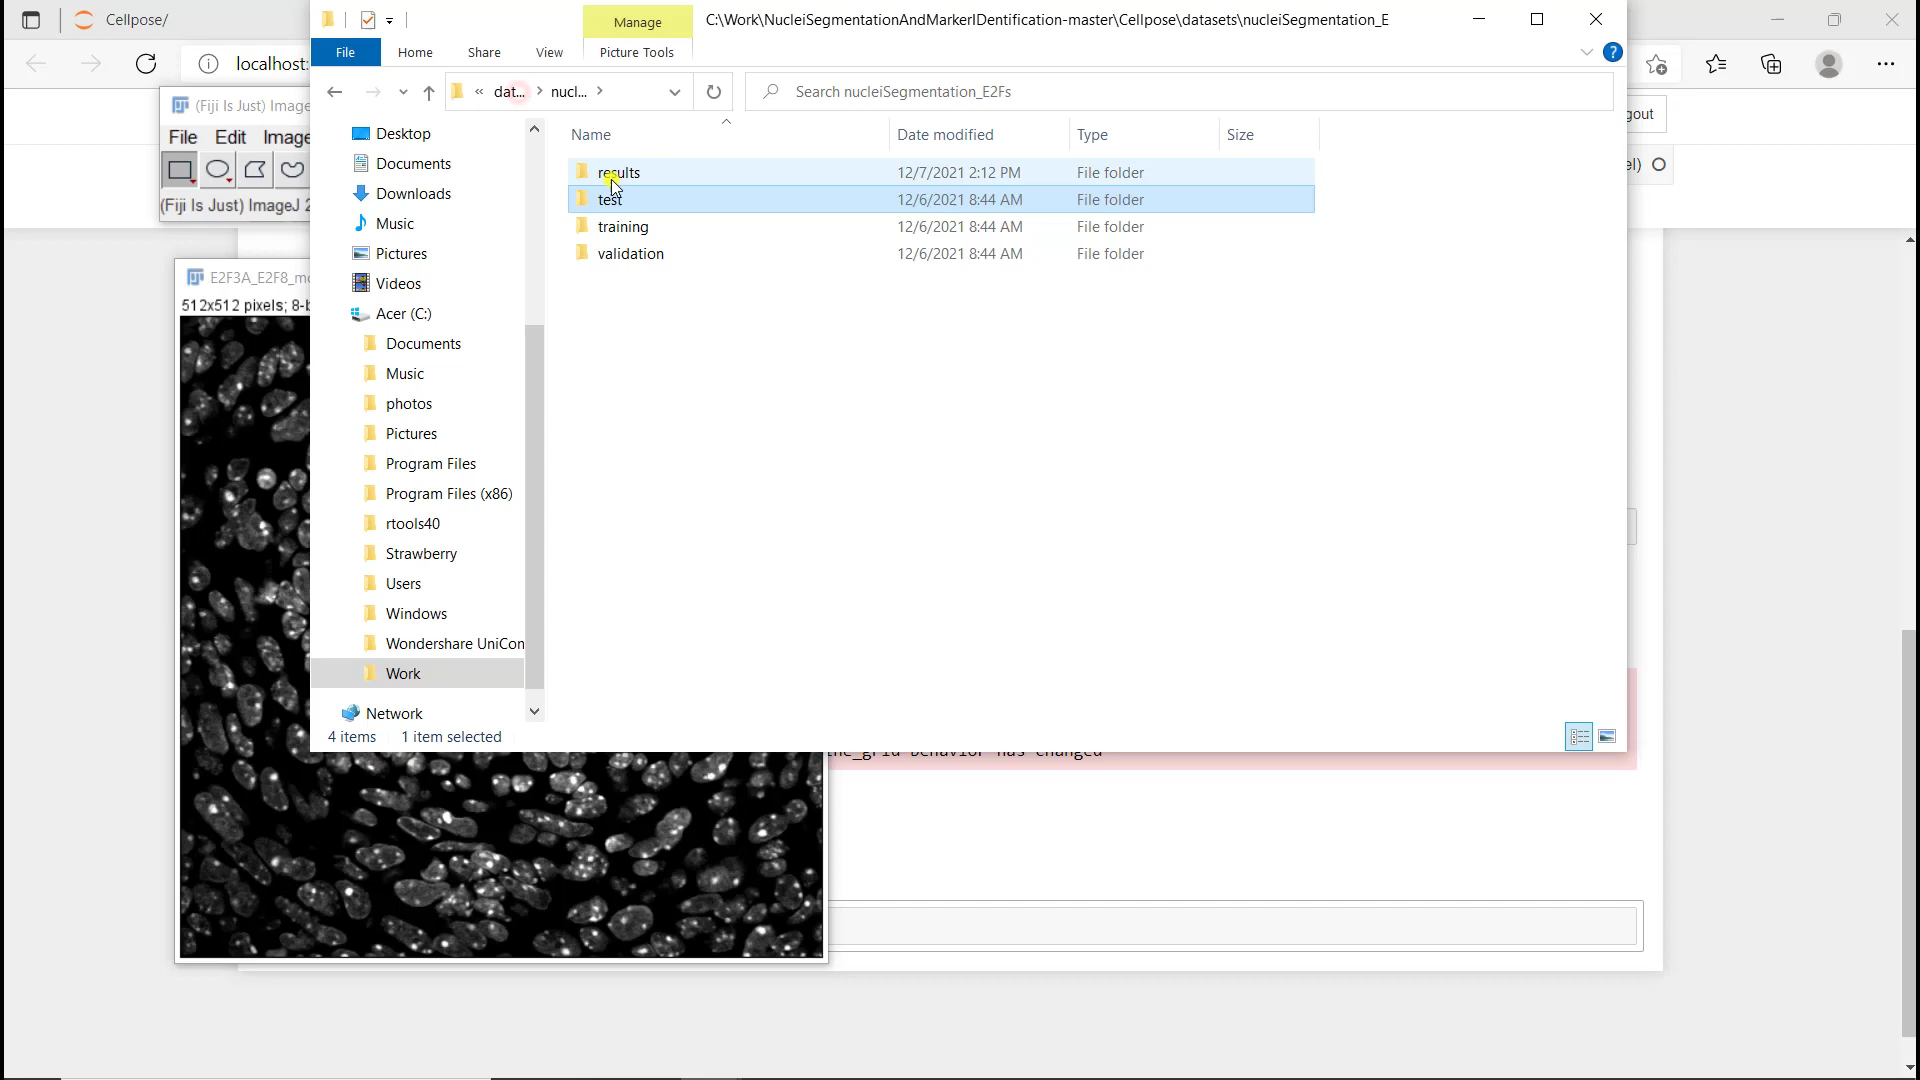 Cellpose/
Manage
C:\Work\NucleiSegmentationAndMarkerIDentification-master\Cellpose\datasets\nucleiSegmentation_E
File Home Share View Picture Tools
localhost:
« dat... > nucl... >
Search nucleiSegmentation_E2Fs
(Fiji Is Just) Image
File Edit Image
(Fiji Is Just) ImageJ 2
gout
el)
Name Date modified Type Size
results 12/7/2021 2:12 PM File folder
test 12/6/2021 8:44 AM File folder
training 12/6/2021 8:44 AM File folder
validation 12/6/2021 8:44 AM File folder
Desktop
Documents
Downloads
Music
Pictures
Videos
Acer (C:)
Documents
Music
photos
Pictures
Program Files
Program Files (x86)
rtools40
Strawberry
Users
Windows
Wondershare UniCon
Work
Network
4 items 1 item selected
E2F3A_E2F8_m
512x512 pixels; 8-b
_grid behavior has changed